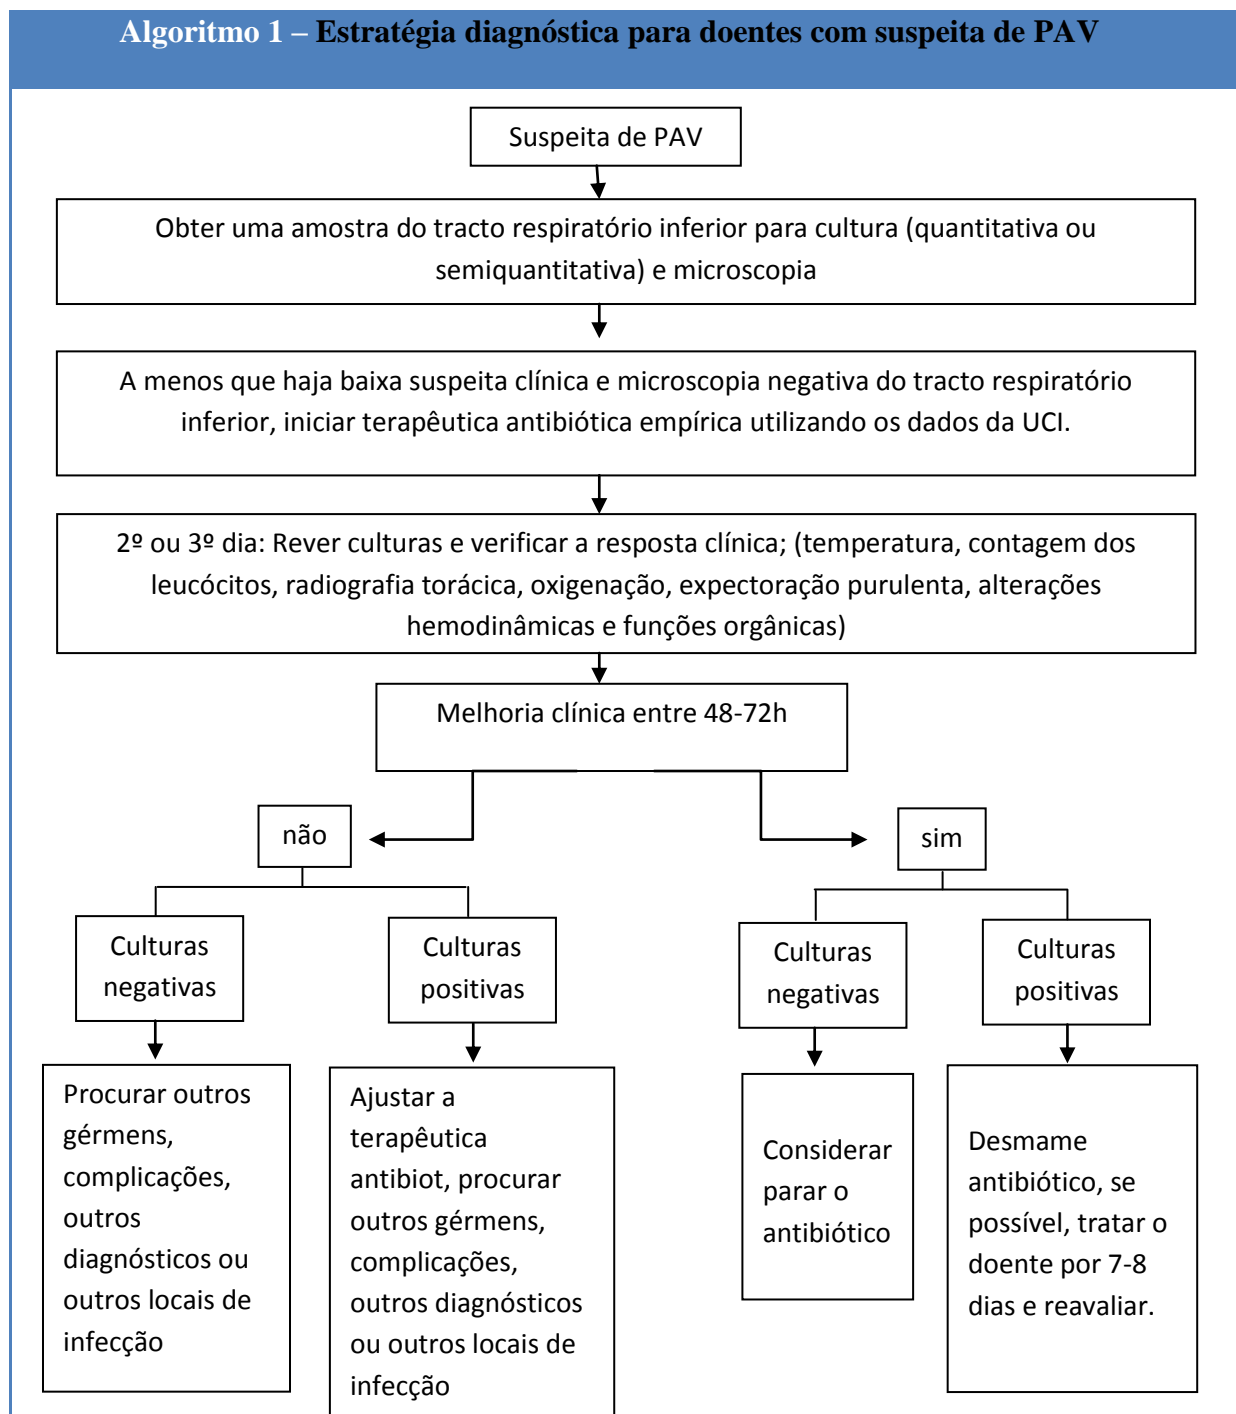 Algoritmo 1 – Estratégia diagnóstica para doentes com suspeita de PAV
Suspeita de PAV
Obter uma amostra do tracto respiratório inferior para cultura (quantitativa ou
semiquantitativa) e microscopia
A menos que haja baixa suspeita clínica e microscopia negativa do tracto respiratório
inferior, iniciar terapêutica antibiótica empírica utilizando os dados da UCI.
2º ou 3º dia: Rever culturas e verificar a resposta clínica; (temperatura, contagem dos
leucócitos, radiografia torácica, oxigenação, expectoração purulenta, alterações
hemodinâmicas e funções orgânicas)
Melhoria clínica entre 48-72h
não
sim
Culturas
negativas
Culturas
positivas
Culturas
negativas
Culturas
positivas
Procurar outros
gérmens,
complicações,
outros
diagnósticos ou
outros locais de
infecção
Ajustar a
terapêutica
antibiot, procurar
outros gérmens,
complicações,
outros diagnósticos
ou outros locais de
infecção
Considerar
parar o
antibiótico
Desmame
antibiótico, se
possível, tratar o
doente por 7-8
dias e reavaliar.